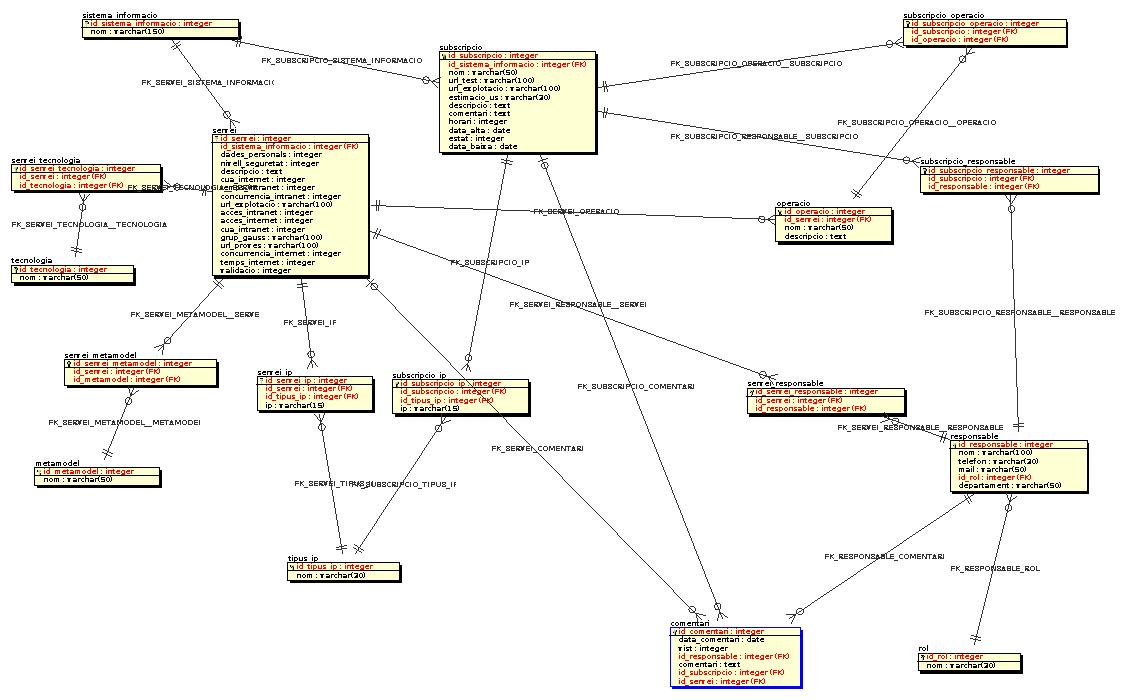 sistema_informacio
id_sistema_informacio : integer
nom : varchar(150)
subscripcio_operacio
id_subscripcio_operacio : integer
id_subscripcio : integer (FK)
id_operacio : integer (FK)
subscripcio
id_subscripcio : integer
id_sistema_informacio : integer (FK)
nom : varchar(50)
url_test : varchar(100)
url_explotacio : varchar(100)
estimacio_us : varchar(30)
descripcio : text
comentari : text
horari : integer
data_alta : date
estat : integer
data_baixa : date
FK_SUBSCRIPCIO_SISTEMA_INFORMACIO
FK_SUBSCRIPCIO_OPERACIO__SUBSCRIPCIO
FK_SERVEI_SISTEMA_INFORMACIO
FK_SUBSCRIPCIO_OPERACIO__OPERACIO
FK_SUBSCRIPCIO_RESPONSABLE__SUBSCRIPCIO
servei
id_servei : integer
id_sistema_informacio : integer (FK)
dades_personals : integer
nivell_seguretat : integer
descripcio : text
cua_internet : integer
temps_intranet : integer
concurrencia_intranet : integer
url_explotacio : varchar(100)
acces_intranet : integer
acces_internet : integer
cua_intranet : integer
grup_gauss : varchar(100)
url_proves : varchar(100)
concurrencia_internet : integer
temps_internet : integer
validacio : integer
servei_tecnologia
id_servei_tecnologia : integer
id_servei : integer (FK)
id_tecnologia : integer (FK)
subscripcio_responsable
id_subscripcio_responsable : integer
id_subscripcio : integer (FK)
id_responsable : integer (FK)
FK_SERVEI_TECNOLOGIA__TECNOLOGIA
operacio
id_operacio : integer
id_servei : integer (FK)
nom : varchar(50)
descripcio : text
FK_SERVEI_OPERACIO
tecnologia
id_tecnologia : integer
nom : varchar(50)
FK_SUBSCRIPCIO_IP
FK_SERVEI_RESPONSABLE__SERVEI
FK_SERVEI_METAMODEL__SERVE
FK_SERVEI_IP
FK_SUBSCRIPCIO_RESPONSABLE__RESPONSABLE
servei_metamodel
id_servei_metamodel : integer
id_servei : integer (FK)
id_metamodel : integer (FK)
servei_ip
id_servei_ip : integer
id_servei : integer (FK)
id_tipus_ip : integer (FK)
ip : varchar(15)
subscripcio_ip
id_subscripcio_ip : integer
id_subscripcio : integer (FK)
id_tipus_ip : integer (FK)
ip : varchar(15)
FK_SUBSCRIPCIO_COMENTARI
servei_responsable
id_servei_responsable : integer
id_servei : integer (FK)
id_responsable : integer (FK)
FK_SERVEI_METAMODEL__METAMODEL
FK_SERVEI_RESPONSABLE__RESPONSABLE
responsable
id_responsable : integer
nom : varchar(100)
telefon : varchar(30)
mail : varchar(50)
id_rol : integer (FK)
departament : varchar(50)
FK_SERVEI_COMENTARI
metamodel
id_metamodel : integer
nom : varchar(50)
FK_SUBSCRIPCIO_TIPUS_IP
tipus_ip
id_tipus_ip : integer
nom : varchar(30)
FK_RESPONSABLE_COMENTARI
FK_RESPONSABLE_ROL
comentari
id_comentari : integer
data_comentari : date
vist : integer
id_responsable : integer (FK)
comentari : text
id_subscripcio : integer (FK)
id_servei : integer (FK)
rol
id_rol : integer
nom : varchar(30)